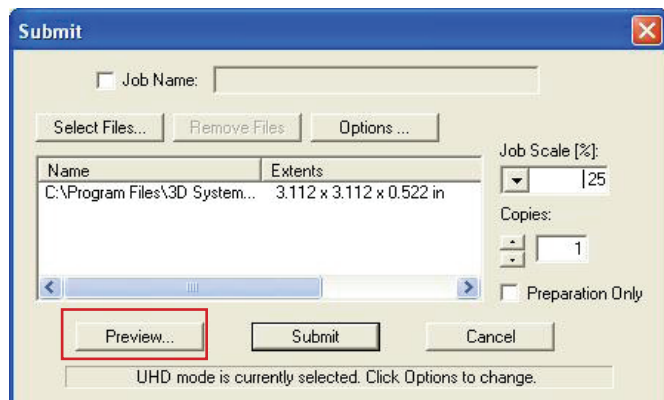 Submit
Job Name:
Select Files... Remove Files Options ...
Job Scale [%]:
Name Extents
25
C:\Program Files\3D System... 3.112 x 3.112 x 0.522 in
Copies:
1
Preparation Only
Preview... Submit Cancel
UHD mode is currently selected. Click Options to change.